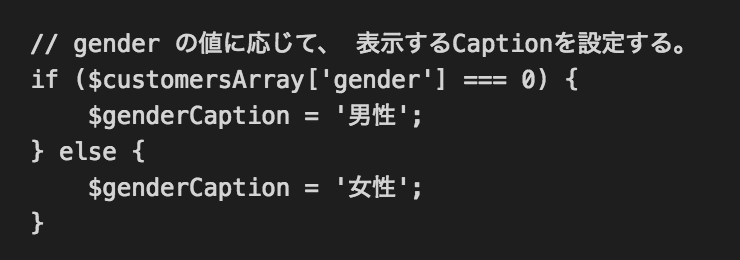 // gender の値に応じて、 表示するCaptionを設定する。
if ($customersArray['gender'] === 0) {
    $genderCaption = '男性';
} else {
    $genderCaption = '女性';
}